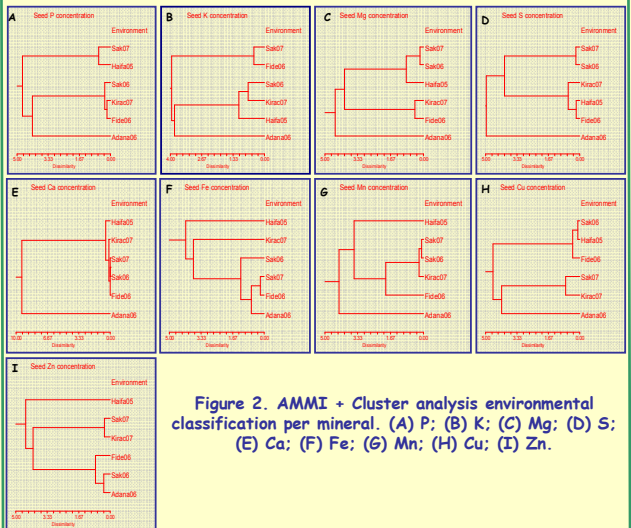 A
Seed P concentration
Environment
Sak07
Haifa05
Sak06
Kirac07
Fide06
Adana06
5.00 3.33 1.67 0.00
Dissimilarity
B
Seed K concentration
Environment
Sak07
Fide06
Sak06
Kirac07
Haifa05
Adana06
4.00 2.67 1.33 0.00
Dissimilarity
C
Seed Mg concentration
Environment
Sak07
Sak06
Haifa05
Kirac07
Fide06
Adana06
5.00 3.33 1.67 0.00
Dissimilarity
D
Seed S concentration
Environment
Sak07
Sak06
Kirac07
Haifa05
Fide06
Adana06
5.00 3.33 1.67 0.00
Dissimilarity
E
Seed Ca concentration
Environment
Haifa05
Kirac07
Sak07
Sak06
Fide06
Adana06
10.00 6.67 3.33 0.00
Dissimilarity
F
Seed Fe concentration
Environment
Haifa05
Kirac07
Sak06
Sak07
Fide06
Adana06
5.00 3.33 1.67 0.00
Dissimilarity
G
Seed Mn concentration
Environment
Haifa05
Sak07
Sak06
Kirac07
Fide06
Adana06
5.00 3.33 1.67 0.00
Dissimilarity
H
Seed Cu concentration
Environment
Sak06
Haifa05
Fide06
Sak07
Kirac07
Adana06
5.00 3.33 1.67 0.00
Dissimilarity
I
Seed Zn concentration
Environment
Haifa05
Sak07
Kirac07
Fide06
Sak06
Adana06
5.00 3.33 1.67 0.00
Dissimilarity
Figure 2. AMMI + Cluster analysis environmental
classification per mineral. (A) P; (B) K; (C) Mg; (D) S;
(E) Ca; (F) Fe; (G) Mn; (H) Cu; (I) Zn.